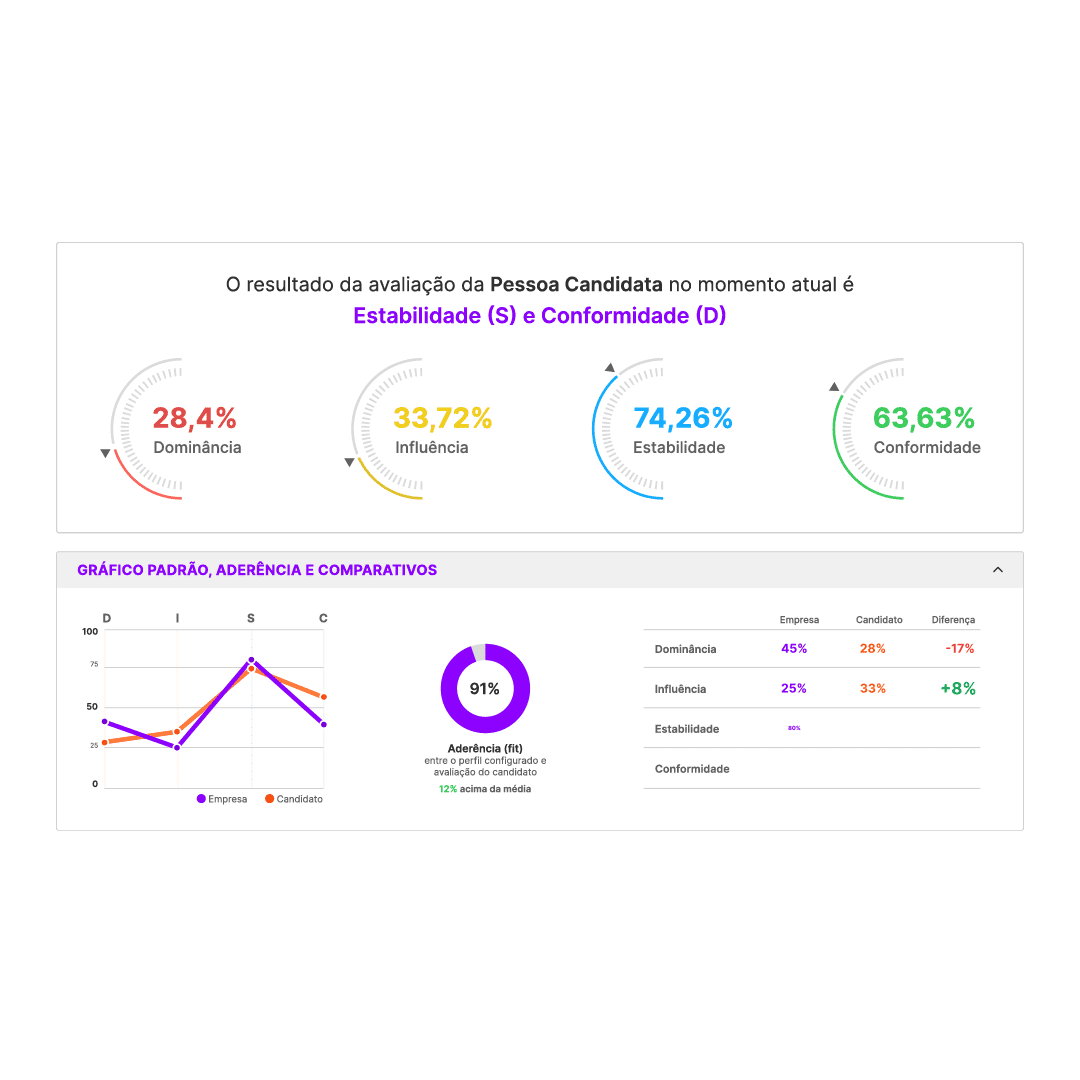 O resultado da avaliação da Pessoa Candidata no momento atual é
Estabilidade (S) e Conformidade (D)
28,4%
Dominância
33,72%
Influência
74,26%
Estabilidade
63,63%
Conformidade
GRÁFICO PADRÃO, ADERÊNCIA E COMPARATIVOS
D I S C
100
75
50
25
0
Empresa Candidato
91%
Aderência (fit)
entre o perfil configurado e
avaliação do candidato
12% acima da média
Empresa Candidato Diferença
Dominância 45% 28% -17%
Influência 25% 33% +8%
Estabilidade 80%
Conformidade